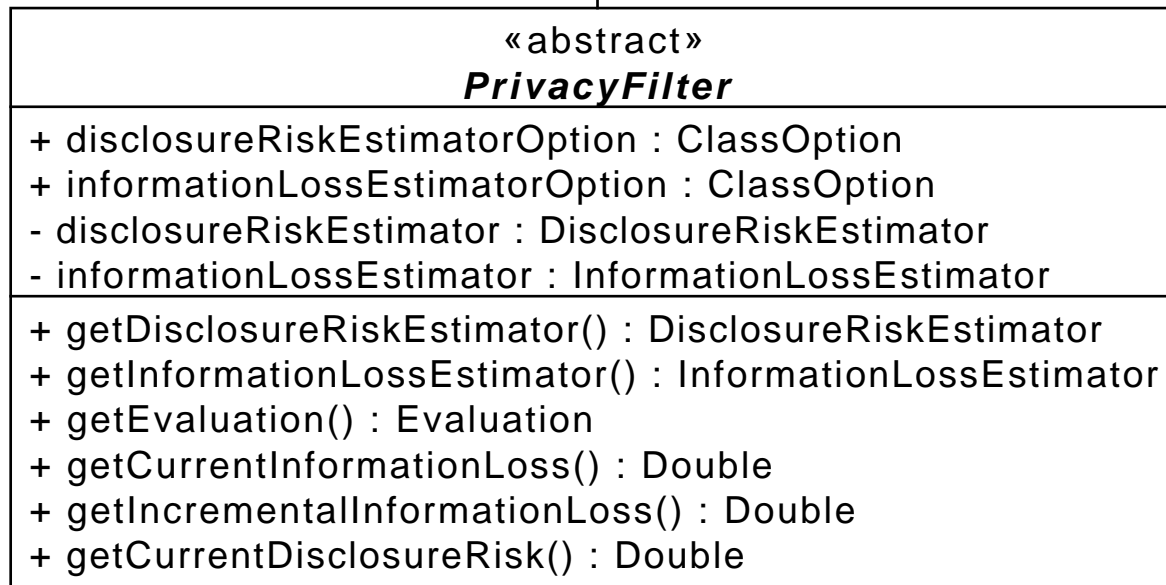 «abstract»
PrivacyFilter
+ disclosureRiskEstimatorOption : ClassOption
+ informationLossEstimatorOption : ClassOption
- disclosureRiskEstimator : DisclosureRiskEstimator
- informationLossEstimator : InformationLossEstimator
+ getDisclosureRiskEstimator() : DisclosureRiskEstimator
+ getInformationLossEstimator() : InformationLossEstimator
+ getEvaluation() : Evaluation
+ getCurrentInformationLoss() : Double
+ getIncrementalInformationLoss() : Double
+ getCurrentDisclosureRisk() : Double